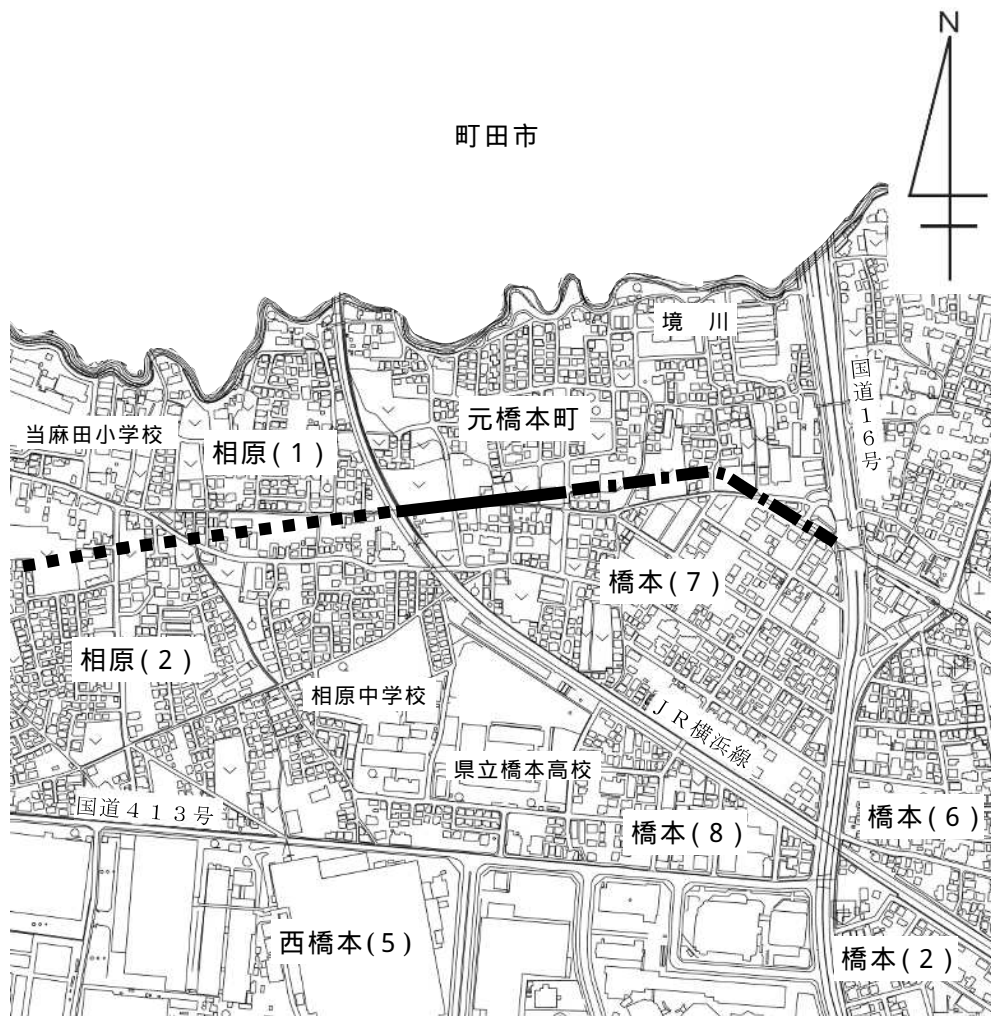 N
町田市
境 川
国道16号
元橋本町
当麻田小学校
相原(1)
橋本(7)
相原(2)
相原中学校
JR横浜線
県立橋本高校
国道413号
橋本(6)
橋本(8)
西橋本(5)
橋本(2)